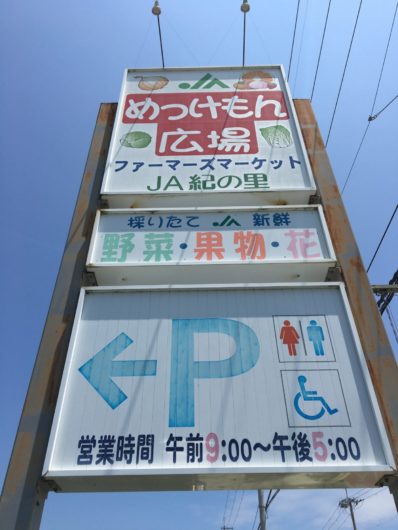 JA
めっけもん
広場
ファーマーズマーケット
JA紀の里
採りたて JA 新鮮
野菜・果物・花
←P
営業時間 午前9:00〜午後5:00